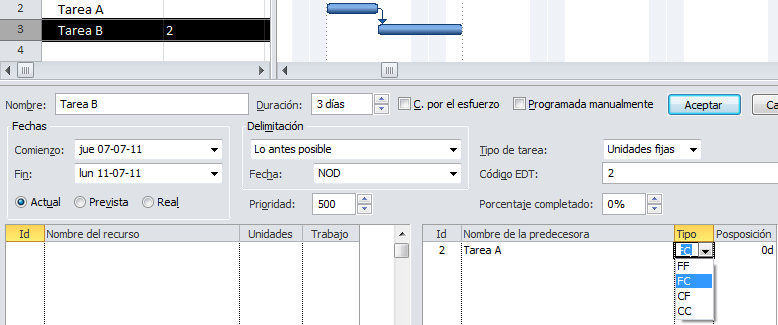 2 Tarea A
3 Tarea B 2
4
Nombre: Tarea B Duración: 3 días C. por el esfuerzo Programada manualmente Aceptar Ca
Fechas Delimitación
Comienzo: jue 07-07-11 Lo antes posible Tipo de tarea: Unidades fijas
Fin: lun 11-07-11 Fecha: NOD Código EDT: 2
Actual Prevista Real Prioridad: 500 Porcentaje completado: 0%
Id Nombre del recurso Unidades Trabajo Id Nombre de la predecesora Tipo Posposición
2 Tarea A FC 0d
FF
FC
CF
CC